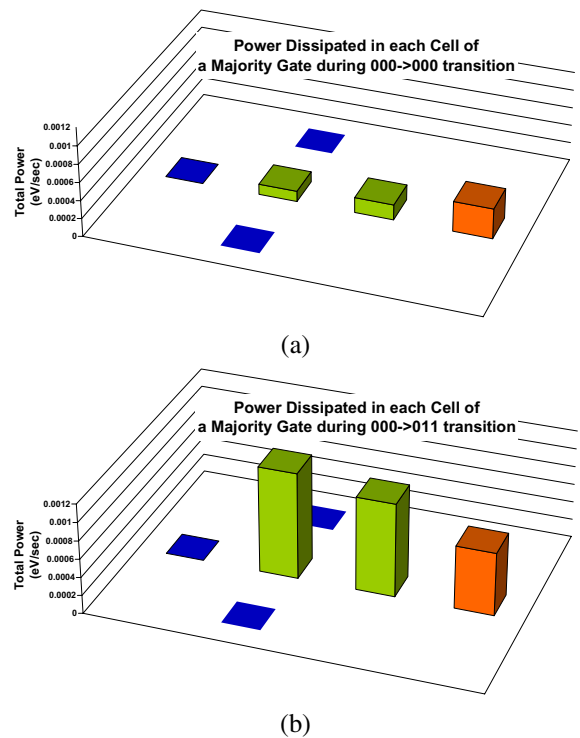 Power Dissipated in each Cell of
a Majority Gate during 000->000 transition
0.0012
0.001
0.0008
0.0006
0.0004
0.0002
0
Total Power
(eV/sec)
(a)
Power Dissipated in each Cell of
a Majority Gate during 000->011 transition
0.0012
0.001
0.0008
0.0006
0.0004
0.0002
0
Total Power
(eV/sec)
(b)